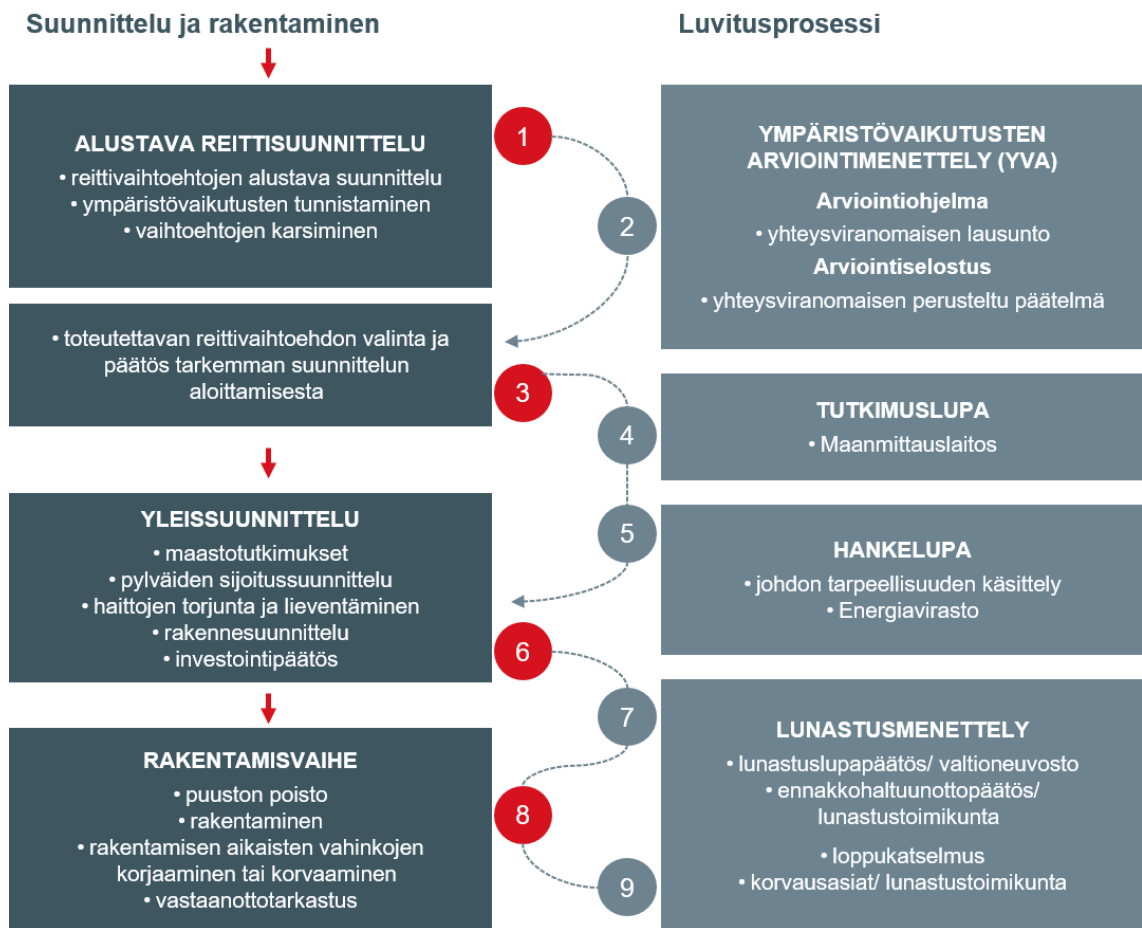 Suunnittelu ja rakentaminen
ALUSTAVA REITTISUUNNITTELU
• reittivaihtoehtojen alustava suunnittelu
• ympäristövaikutusten tunnistaminen
• vaihtoehtojen karsiminen
• toteutettavan reittivaihtoehdon valinta ja
päätös tarkemman suunnittelun
aloittamisesta
YLEISSUUNNITTELU
• maastotutkimukset
• pylväiden sijoitussuunnittelu
• haittojen torjunta ja lieventäminen
• rakennesuunnittelu
• investointipäätös
RAKENTAMISVAIHE
• puuston poisto
• rakentaminen
• rakentamisen aikaisten vahinkojen
korjaaminen tai korvaaminen
• vastaanottotarkastus
1
2
3
4
5
6
7
8
9
Luvitusprosessi
YMPÄRISTÖVAIKUTUSTEN
ARVIOINTIMENETTELY (YVA)
Arviointiohjelma
• yhteysviranomaisen lausunto
Arviointiselostus
• yhteysviranomaisen perusteltu päätelmä
TUTKIMUSLUPA
• Maanmittauslaitos
HANKELUPA
• johdon tarpeellisuuden käsittely
• Energiavirasto
LUNASTUSMENETTELY
• lunastuslupapäätös/ valtioneuvosto
• ennakkohaltuunottopäätös/
lunastustoimikunta
• loppukatselmus
• korvausasiat/ lunastustoimikunta